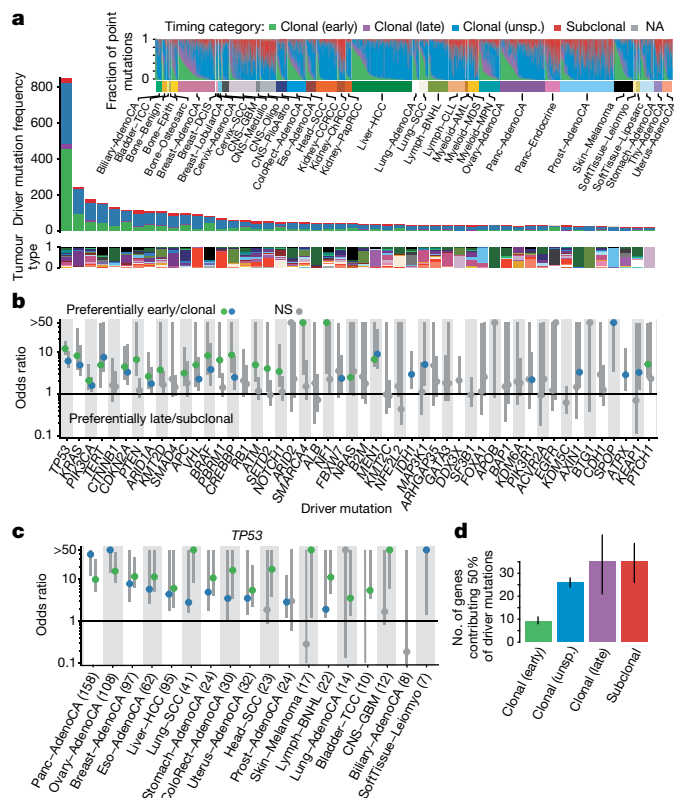 a
Timing category: Clonal (early) Clonal (late) Clonal (unsp.) Subclonal NA
Fraction of point mutations
1
0
Biliary–AdenoCA
Bladder–TCC
Bone–Benign
Bone–Epith
Bone–Osteosarc
Breast–AdenoCA
Breast–DCIS
Breast–LobularCA
Cervix–AdenoCA
Cervix–SCC
CNS–GBM
CNS–Medullo
CNS–Oligo
CNS–PiloAstro
ColoRect–AdenoCA
Eso–AdenoCA
Head–SCC
Kidney–CCRCC
Kidney–ChRCC
Kidney–PapRCC
Liver–HCC
Lung–AdenoCA
Lung–SCC
Lymph–BNHL
Lymph–CLL
Myeloid–AML
Myeloid–MDS
Myeloid–MPN
Ovary–AdenoCA
Panc–AdenoCA
Panc–Endocrine
Prost–AdenoCA
Skin–Melanoma
SoftTissue–Leiomyo
SoftTissue–Liposarc
Stomach–AdenoCA
Thy–AdenoCA
Uterus–AdenoCA
Driver mutation frequency
800
600
400
200
0
Tumour type
1
0
b
Preferentially early/clonal
NS
Odds ratio
>50
10
1
0.1
Preferentially late/subclonal
TP53
KRAS
PIK3CA
TERT
CTNNB1
CDKN2A
PTEN
ARID1A
KMT2D
SMAD4
APC
VHL
BRAF
PBRM1
CREBBP
RB1
ATM
SETD2
NOTCH1
ARID2
SMARCA4
ALB
NF1
FBXW7
NRAS
B2M
MEN1
KMT2C
NFE2L2
IDH1
MAP2K4
ARHGAP35
GATA3
DDX3X
SF3B1
FOXA1
APOB
BAP1
KDM6A
PIK3R1
ACVR2A
EGFR
KDM5C
AXIN1
BTG1
CDH1
SPOP
ATRX
KEAP1
PTCH1
Driver mutation
c
TP53
Odds ratio
>50
10
1
0.1
Panc–AdenoCA (158)
Ovary–AdenoCA (108)
Breast–AdenoCA (97)
Eso–AdenoCA (62)
Liver–HCC (95)
Lung–SCC (41)
Stomach–AdenoCA (24)
ColoRect–AdenoCA (30)
Uterus–AdenoCA (32)
Head–SCC (23)
Prost–AdenoCA (24)
Skin–Melanoma (17)
Lymph–BNHL (22)
Lung–AdenoCA (14)
Bladder–TCC (10)
CNS–GBM (12)
Biliary–AdenoCA (8)
SoftTissue–Leiomyo (7)
d
No. of genes contributing 50% of driver mutations
30
20
10
0
Clonal (early)
Clonal (unsp.)
Clonal (late)
Subclonal